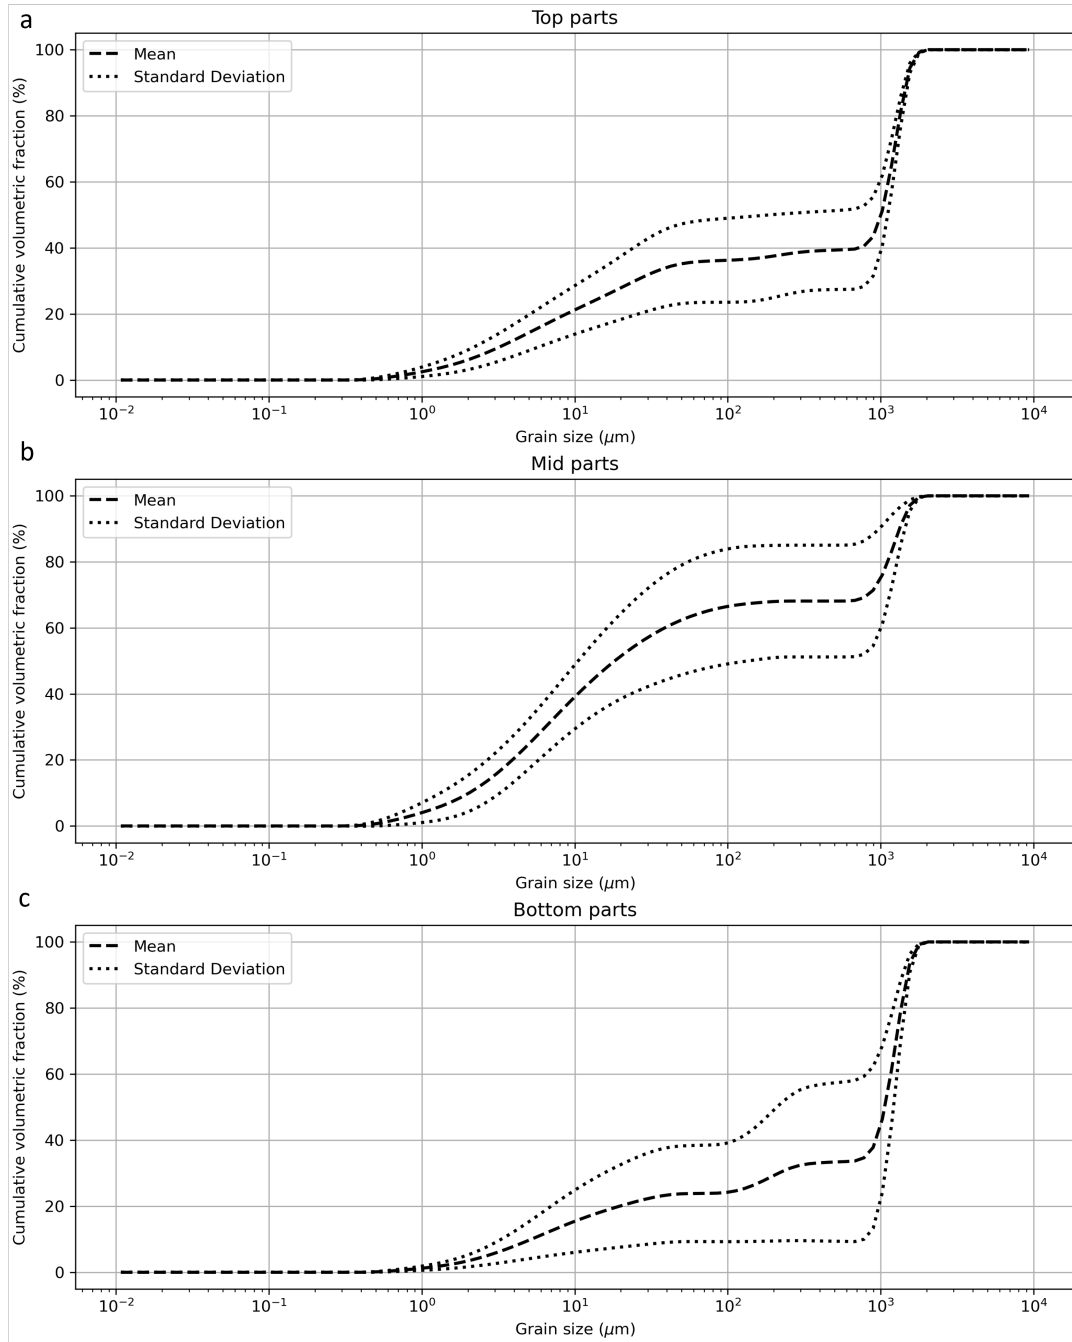 a
Top parts
Mean
Standard Deviation
Cumulative volumetric fraction (%)
100
80
60
40
20
0
10⁻² 10⁻¹ 10⁰ 10¹ 10² 10³ 10⁴
Grain size (μm)
b
Mid parts
Mean
Standard Deviation
Cumulative volumetric fraction (%)
100
80
60
40
20
0
10⁻² 10⁻¹ 10⁰ 10¹ 10² 10³ 10⁴
Grain size (μm)
c
Bottom parts
Mean
Standard Deviation
Cumulative volumetric fraction (%)
100
80
60
40
20
0
10⁻² 10⁻¹ 10⁰ 10¹ 10² 10³ 10⁴
Grain size (μm)